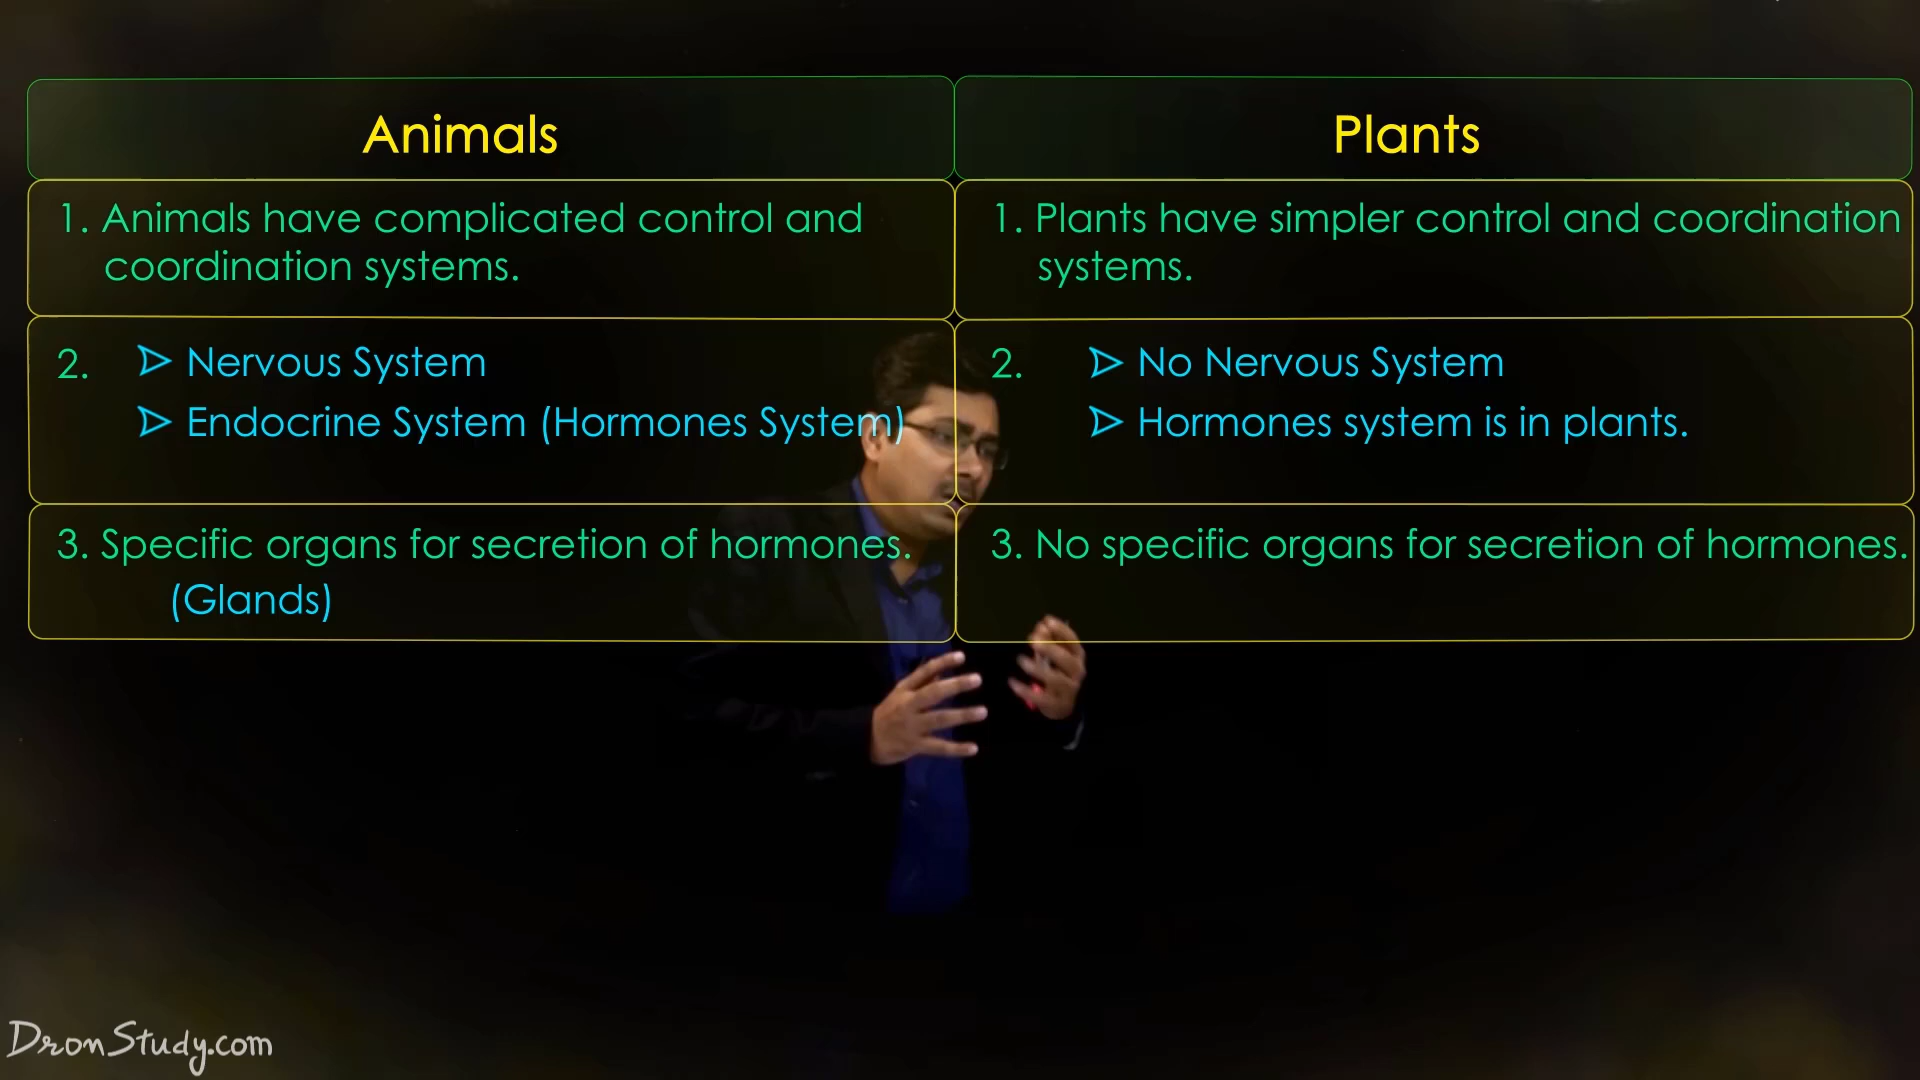 Animals
Plants
1. Animals have complicated control and
coordination systems.
1. Plants have simpler control and coordination
systems.
2. ➢ Nervous System
➢ Endocrine System (Hormones System)
2. ➢ No Nervous System
➢ Hormones system is in plants.
3. Specific organs for secretion of hormones.
(Glands)
3. No specific organs for secretion of hormones.
DronStudy.com